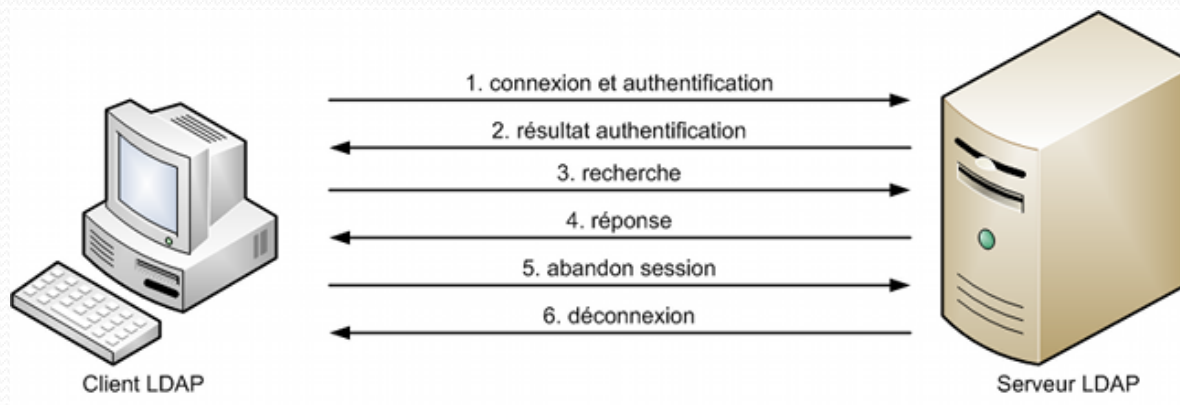 1. connexion et authentification
2. résultat authentification
3. recherche
4. réponse
5. abandon session
6. déconnexion
Client LDAP
Serveur LDAP